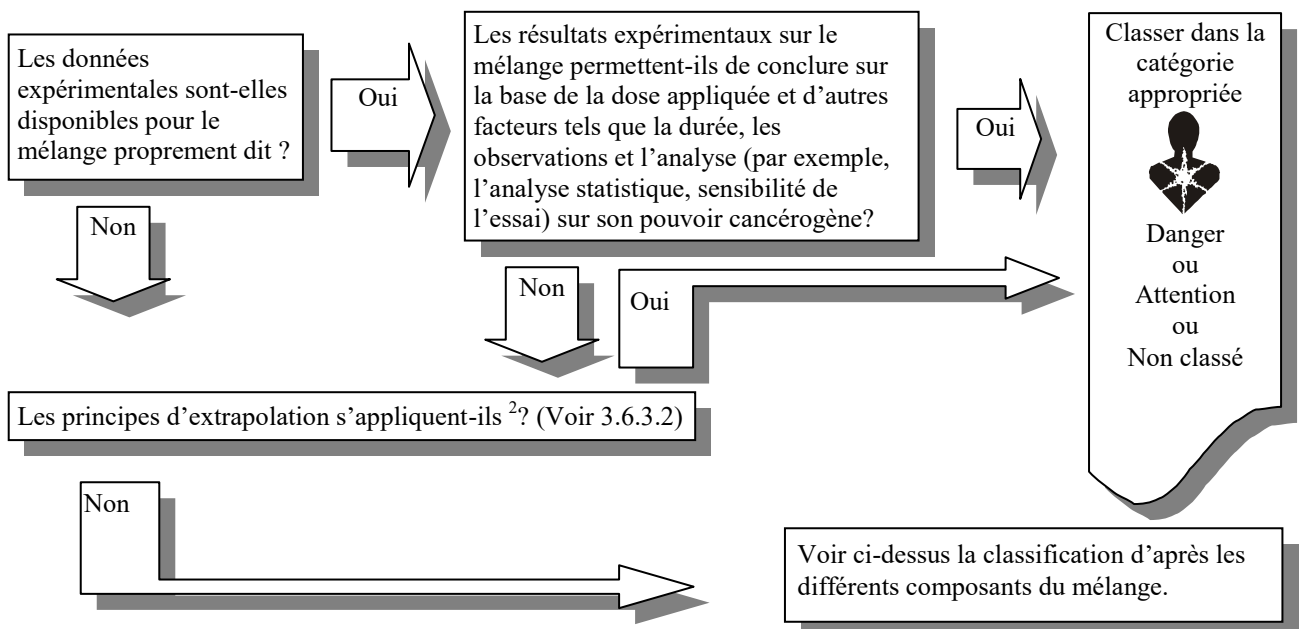 Les données
expérimentales sont-elles
disponibles pour le
mélange proprement dit ?
Oui
Les résultats expérimentaux sur le
mélange permettent-ils de conclure sur
la base de la dose appliquée et d'autres
facteurs tels que la durée, les
observations et l’analyse (par exemple,
l’analyse statistique, sensibilité de
l’essai) sur son pouvoir cancérogène?
Oui
Classer dans la
catégorie
appropriée
Danger
ou
Attention
ou
Non classé
Non
Non
Oui
Les principes d’extrapolation s’appliquent-ils ²? (Voir 3.6.3.2)
Non
Voir ci-dessus la classification d’après les
différents composants du mélange.